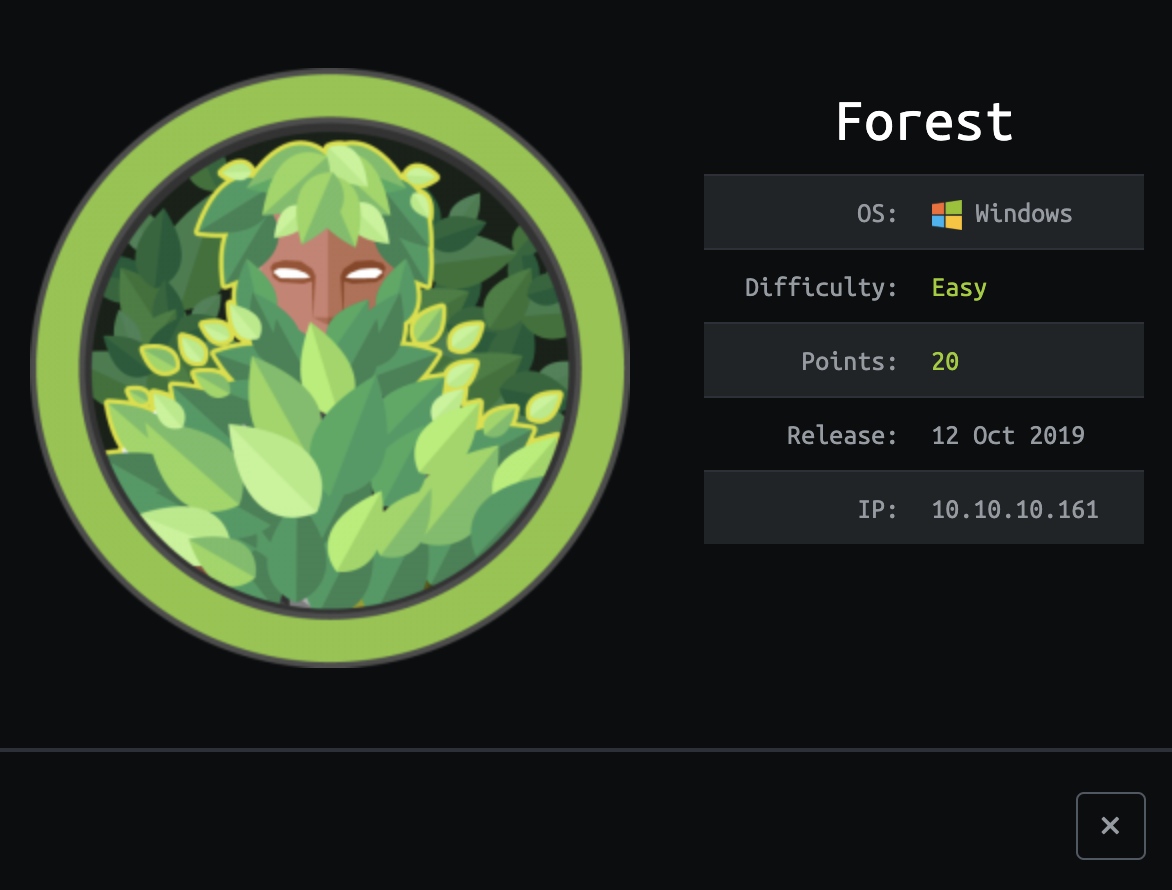 Forest
OS: Windows
Difficulty: Easy
Points: 20
Release: 12 Oct 2019
IP: 10.10.10.161